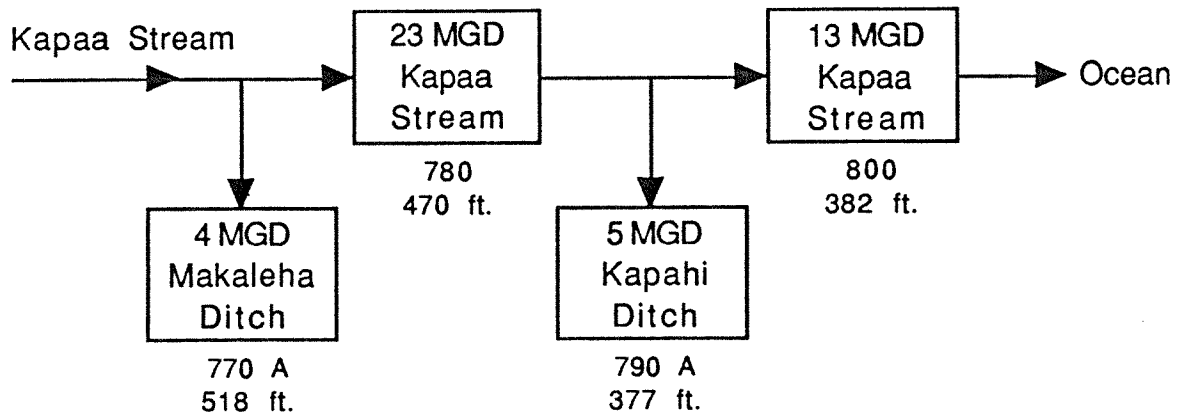 Kapaa Stream
23 MGD
Kapaa
Stream
780
470 ft.
13 MGD
Kapaa
Stream
800
382 ft.
Ocean
4 MGD
Makaleha
Ditch
770 A
518 ft.
5 MGD
Kapahi
Ditch
790 A
377 ft.